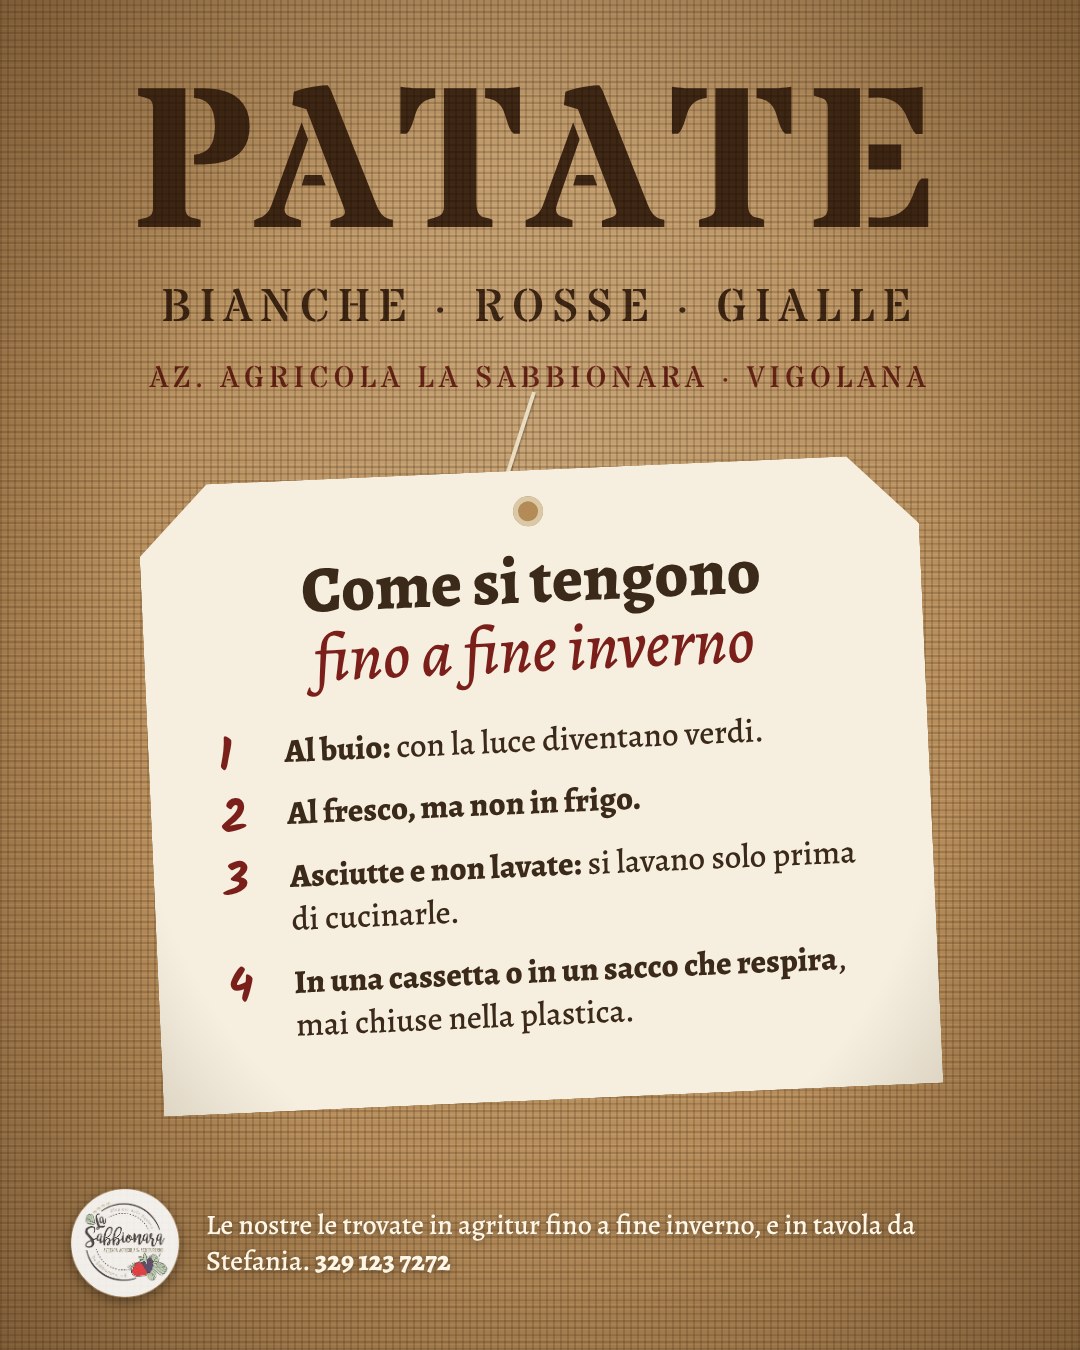 PATATE
BIANCHE · ROSSE · GIALLE
AZ. AGRICOLA LA SABBIONARA · VIGOLANA
Come si tengono
fino a fine inverno
1 Al buio: con la luce diventano verdi.
2 Al fresco, ma non in frigo.
3 Asciutte e non lavate: si lavano solo prima
di cucinarle.
4 In una cassetta o in un sacco che respira,
mai chiuse nella plastica.
La
Sabbionara
Le nostre le trovate in agritur fino a fine inverno, e in tavola da
Stefania. 329 123 7272